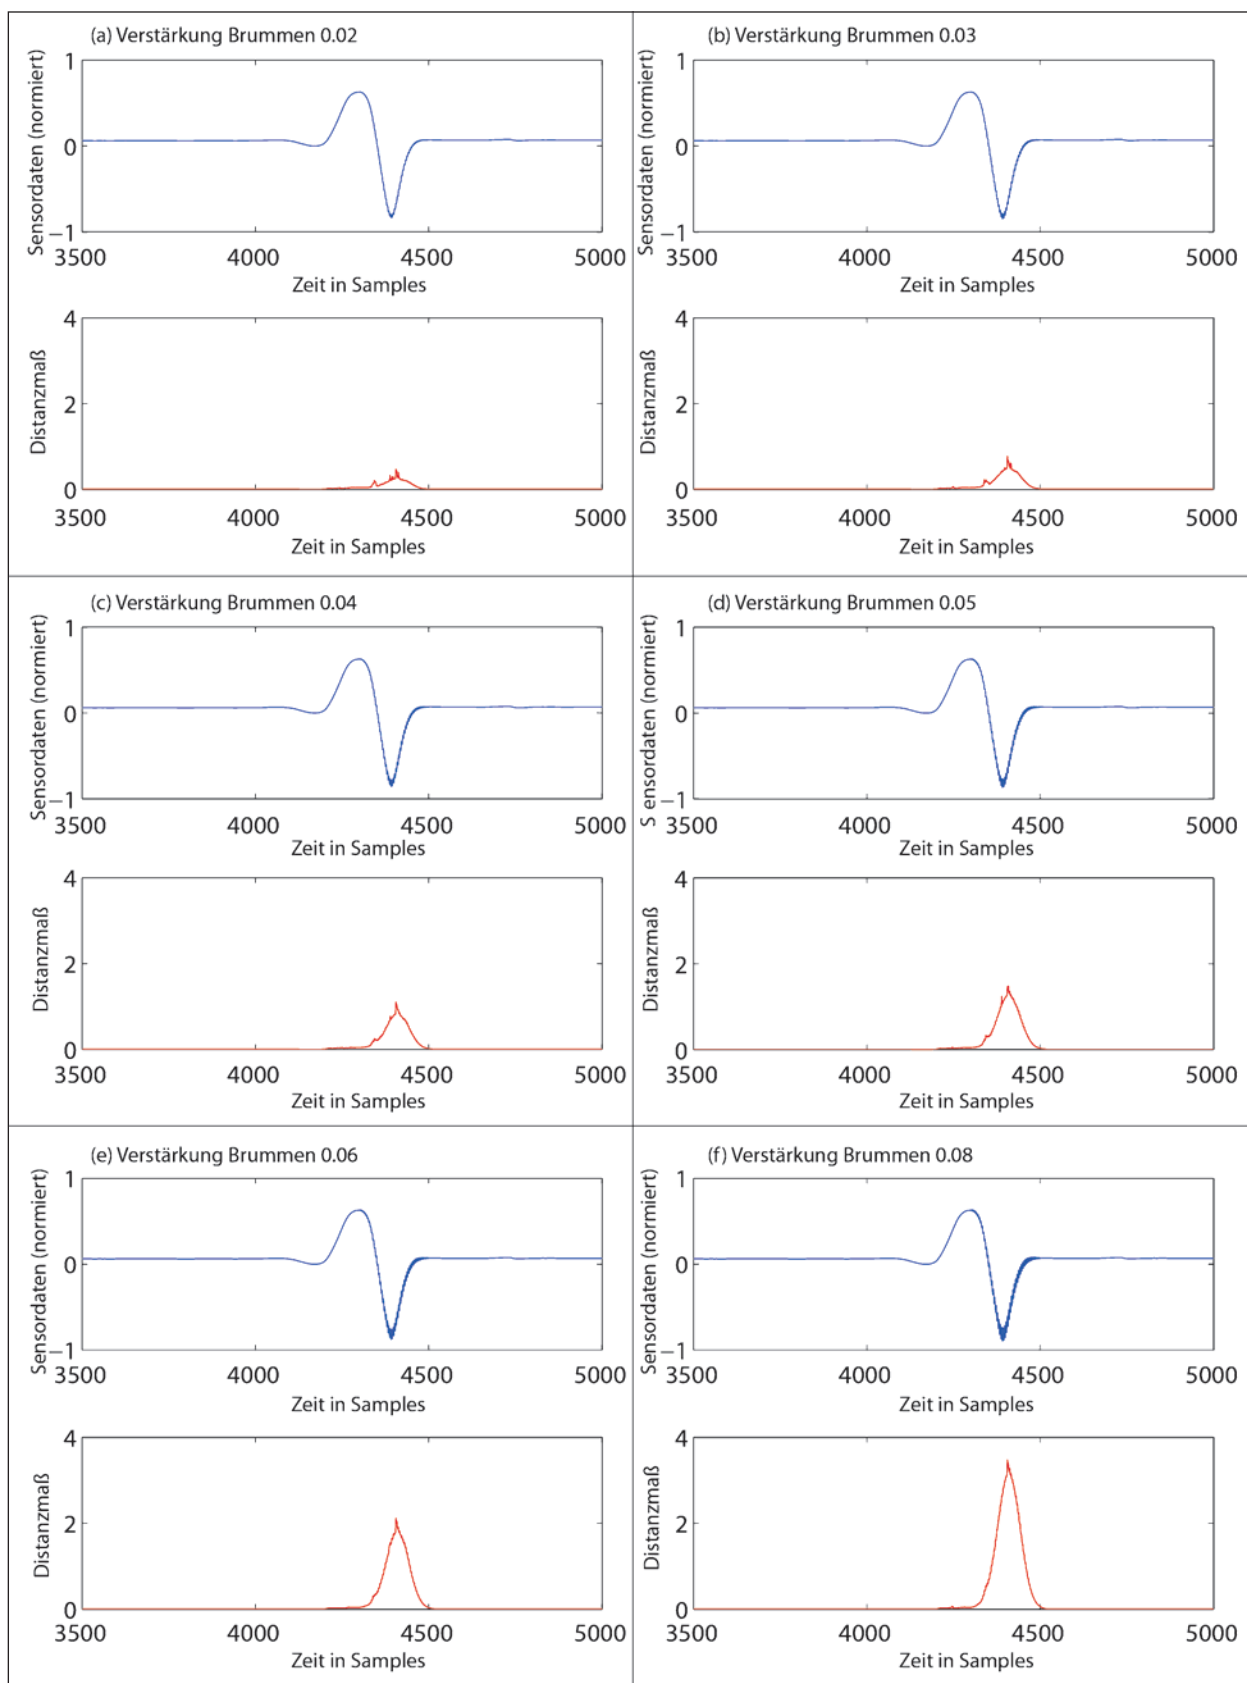 (a) Verstärkung Brummen 0.02
Sensordaten (normiert)
1
0
−1
3500 4000 4500 5000
Zeit in Samples
Distanzmaß
4
2
0
3500 4000 4500 5000
Zeit in Samples
(b) Verstärkung Brummen 0.03
Sensordaten (normiert)
1
0
−1
3500 4000 4500 5000
Zeit in Samples
Distanzmaß
4
2
0
3500 4000 4500 5000
Zeit in Samples
(c) Verstärkung Brummen 0.04
Sensordaten (normiert)
1
0
−1
3500 4000 4500 5000
Zeit in Samples
Distanzmaß
4
2
0
3500 4000 4500 5000
Zeit in Samples
(d) Verstärkung Brummen 0.05
S ensordaten (normiert)
1
0
−1
3500 4000 4500 5000
Zeit in Samples
Distanzmaß
4
2
0
3500 4000 4500 5000
Zeit in Samples
(e) Verstärkung Brummen 0.06
Sensordaten (normiert)
1
0
−1
3500 4000 4500 5000
Zeit in Samples
Distanzmaß
4
2
0
3500 4000 4500 5000
Zeit in Samples
(f) Verstärkung Brummen 0.08
Sensordaten (normiert)
1
0
−1
3500 4000 4500 5000
Zeit in Samples
Distanzmaß
4
2
0
3500 4000 4500 5000
Zeit in Samples